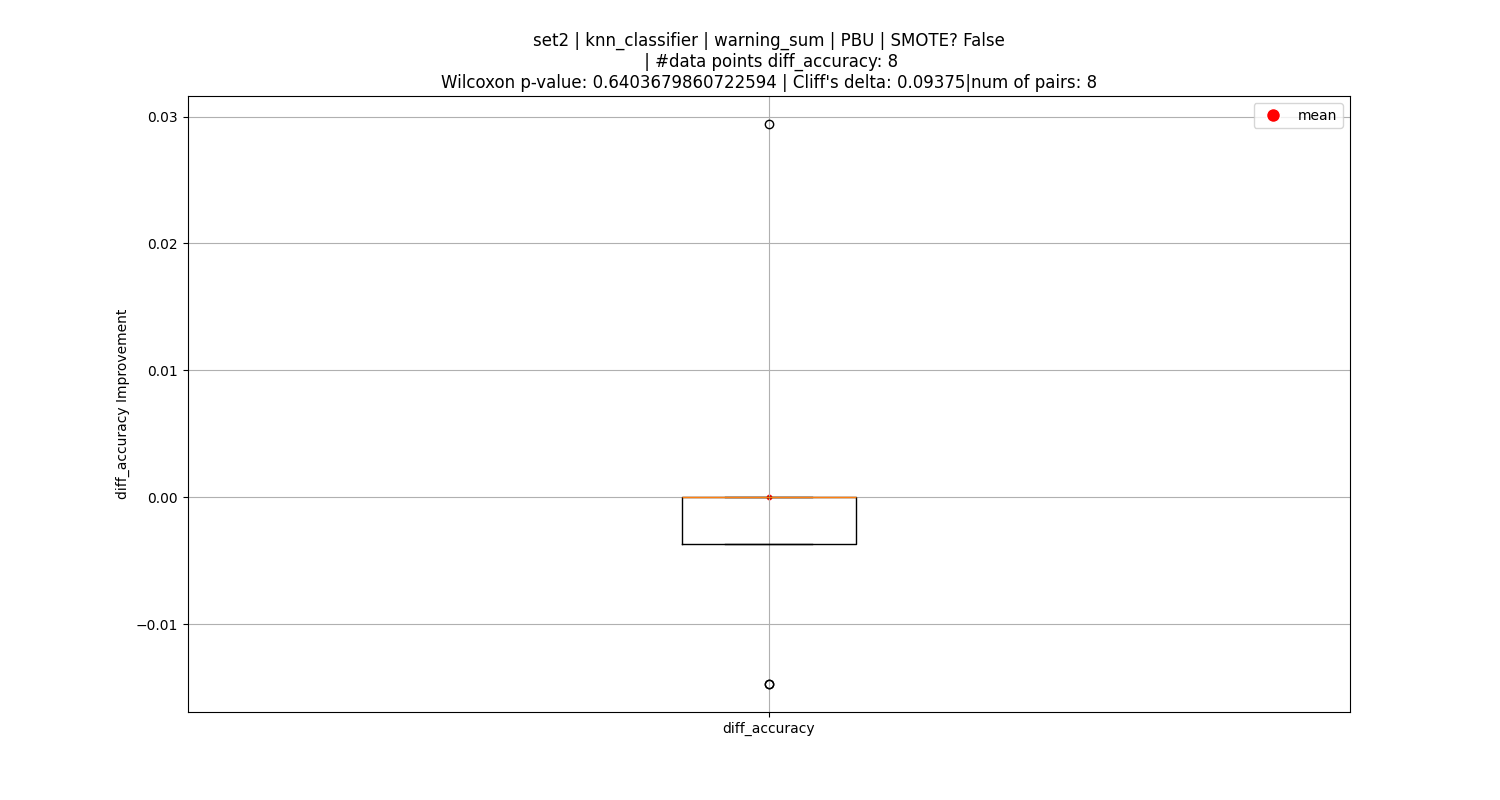 set2 | knn_classifier | warning_sum | PBU | SMOTE? False
| #data points diff_accuracy: 8
Wilcoxon p-value: 0.6403679860722594 | Cliff's delta: 0.09375|num of pairs: 8
mean
0.03
0.02
0.01
0.00
−0.01
diff_accuracy Improvement
diff_accuracy